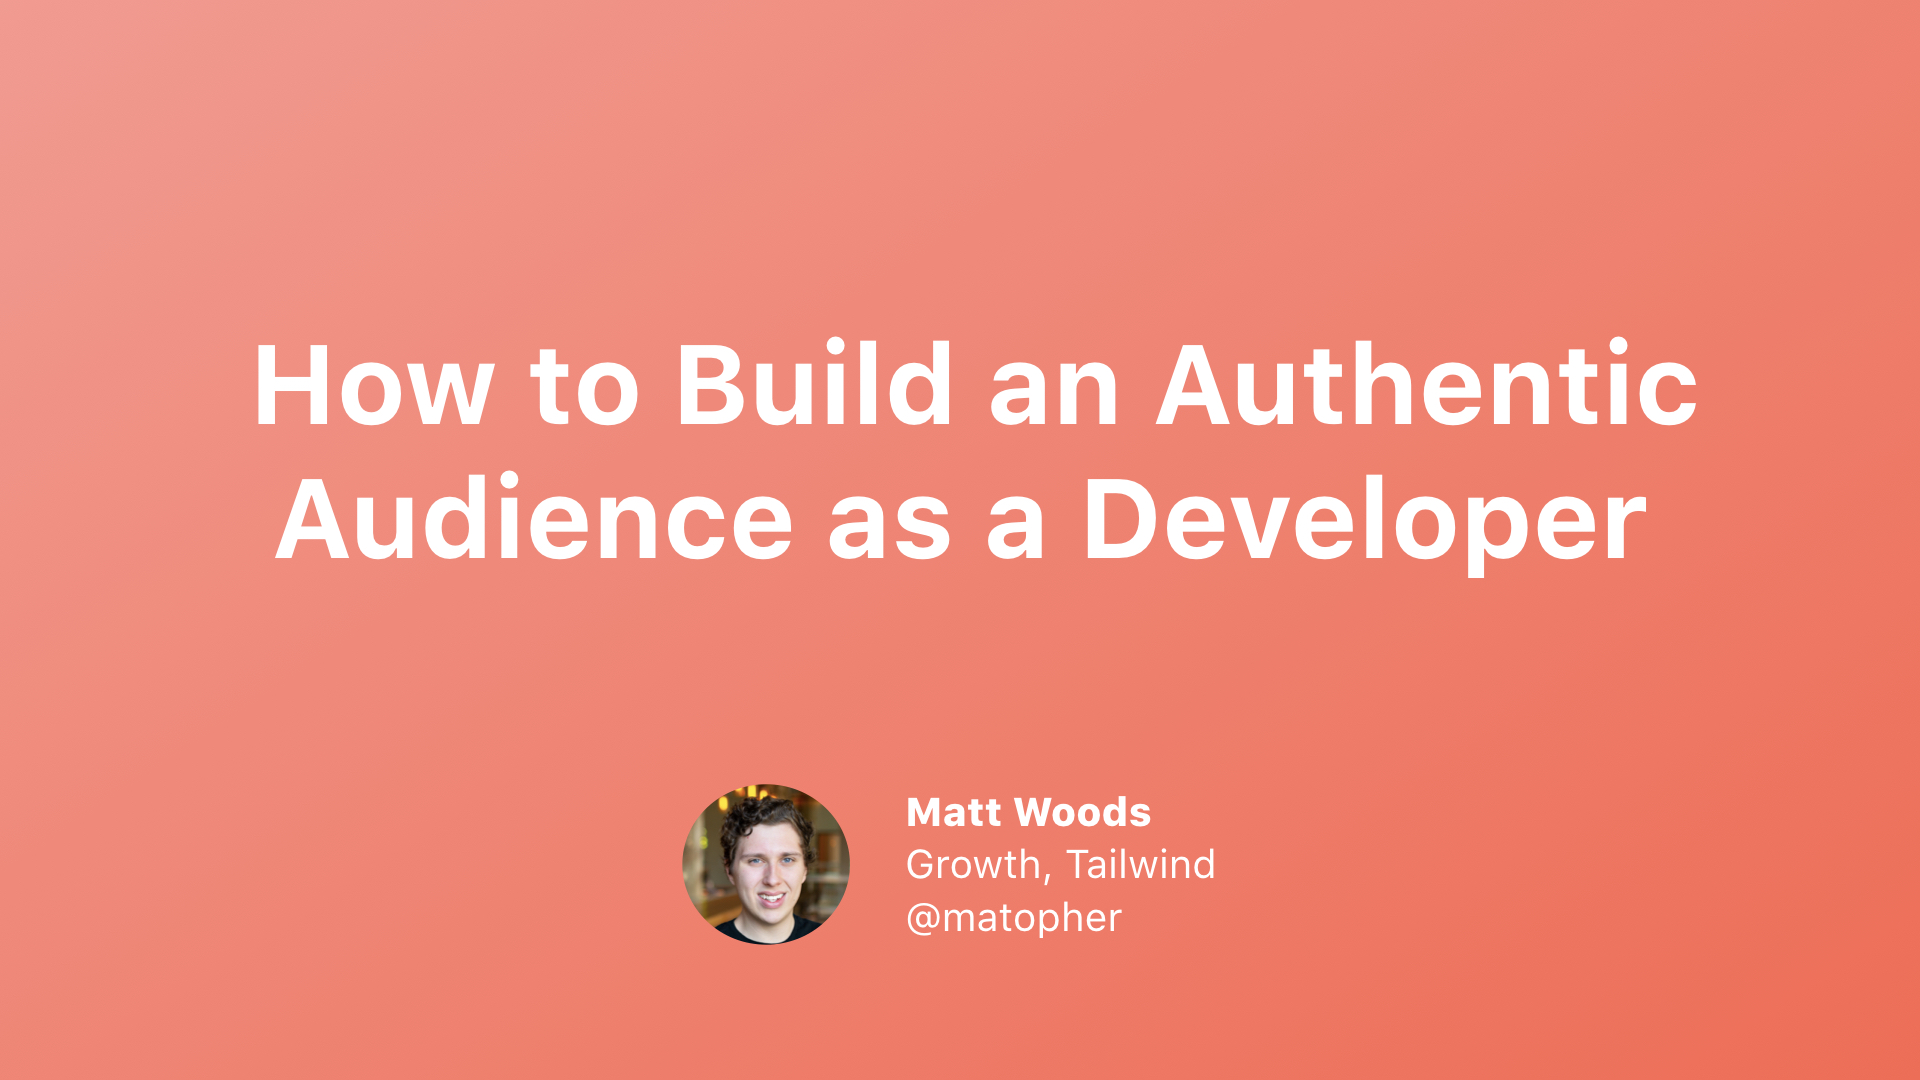 How to Build an Authentic
Audience as a Developer
Matt Woods
Growth, Tailwind
@matopher